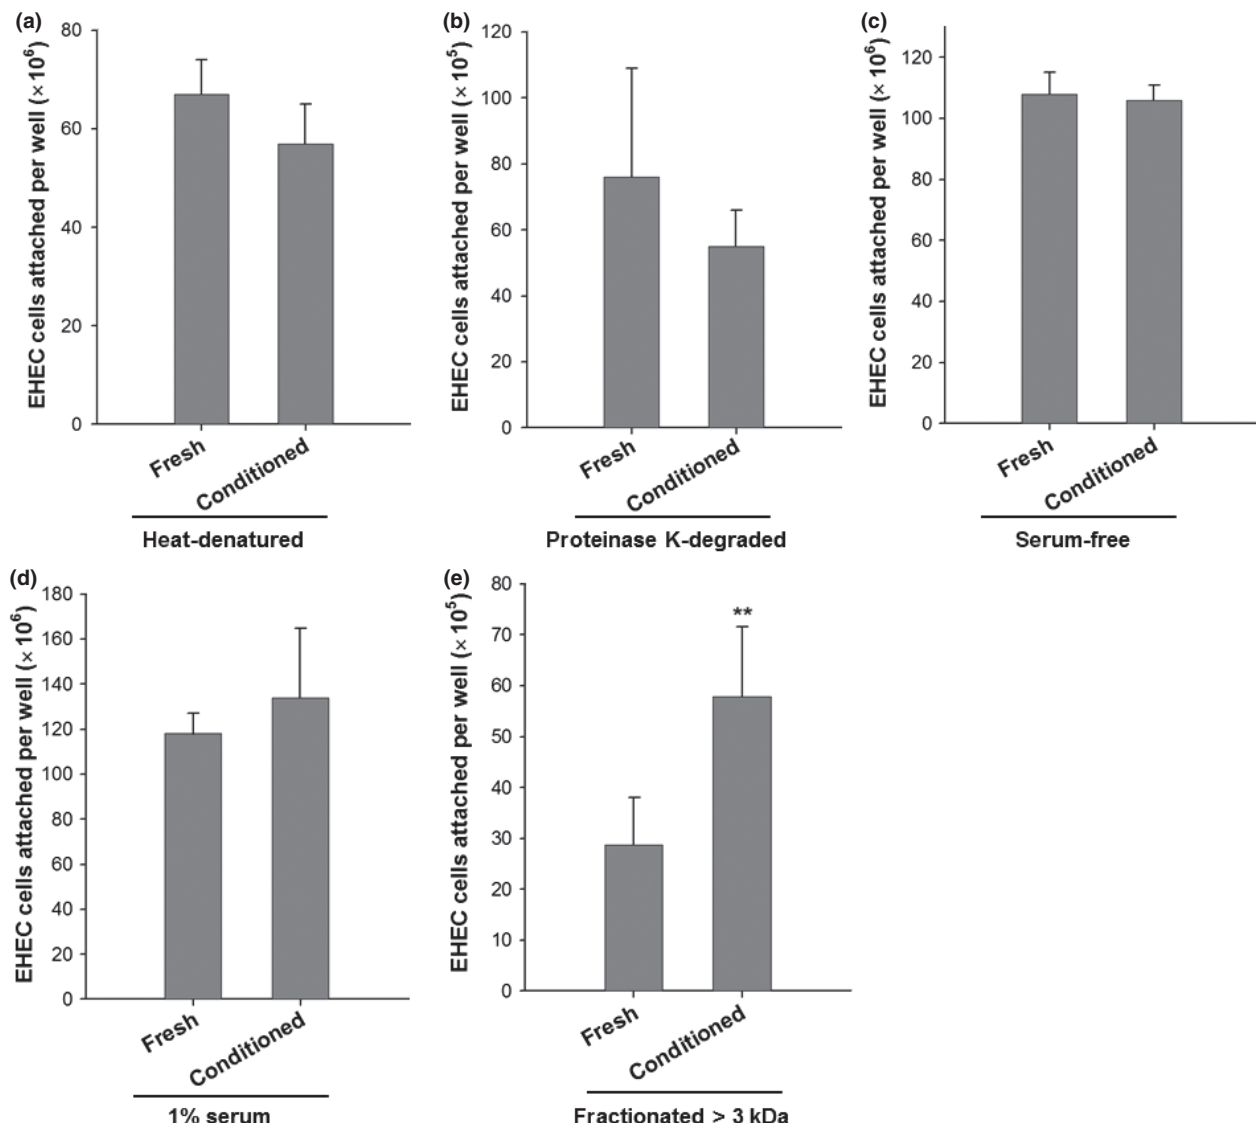 (a)
EHEC cells attached per well (× 10⁶)
80
60
40
20
0
Fresh
Conditioned
Heat-denatured
(b)
EHEC cells attached per well (× 10⁵)
120
100
80
60
40
20
0
Fresh
Conditioned
Proteinase K-degraded
(c)
EHEC cells attached per well (× 10⁶)
120
100
80
60
40
20
0
Fresh
Conditioned
Serum-free
(d)
EHEC cells attached per well (× 10⁶)
180
160
140
120
100
80
60
40
20
0
Fresh
Conditioned
1% serum
(e)
EHEC cells attached per well (× 10⁵)
80
70
60
50
40
30
20
10
0
**
Fresh
Conditioned
Fractionated > 3 kDa